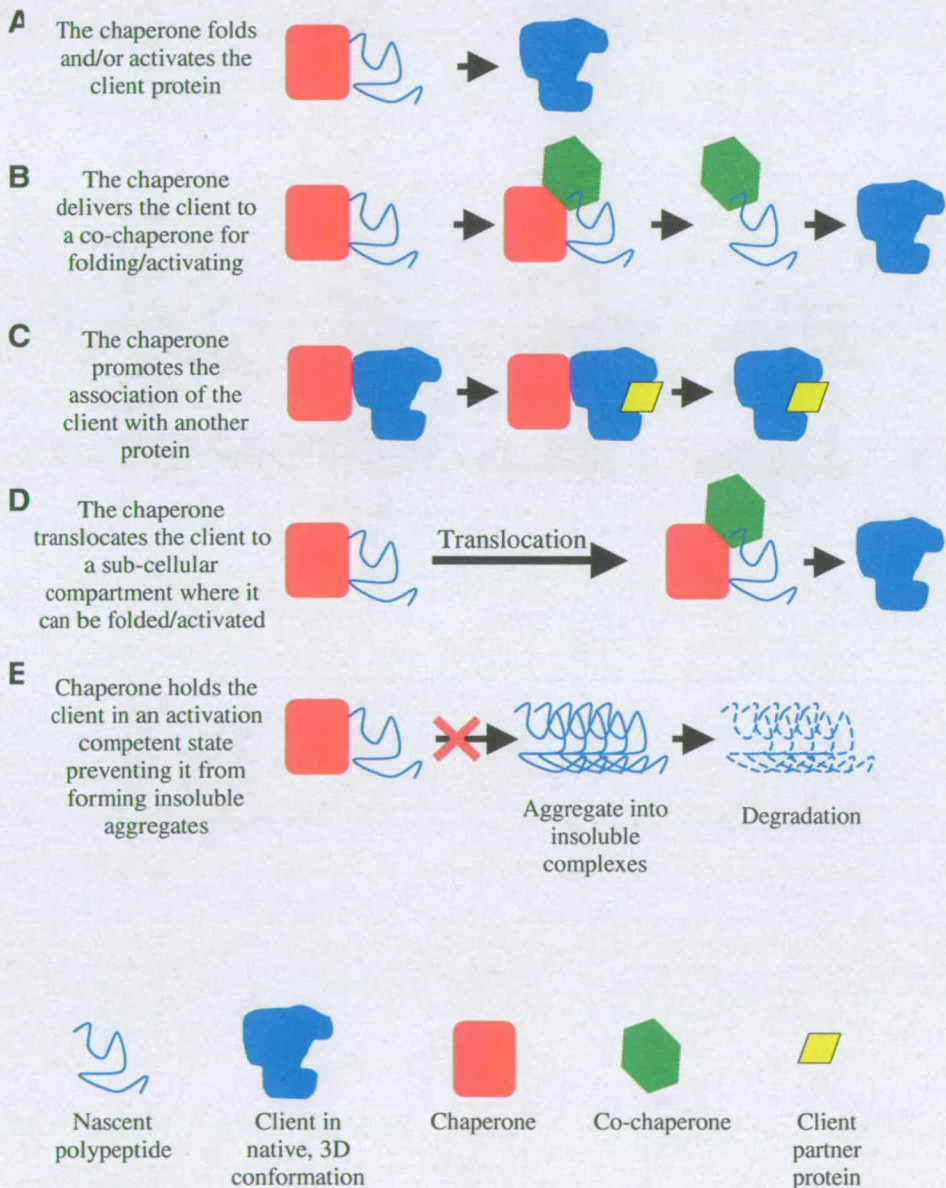 A
The chaperone folds
and/or activates the
client protein
B
The chaperone
delivers the client to
a co-chaperone for
folding/activating
C
The chaperone
promotes the
association of the
client with another
protein
D
The chaperone
translocates the client to
a sub-cellular
compartment where it
can be folded/activated
Translocation
E
Chaperone holds the
client in an activation
competent state
preventing it from
forming insoluble
aggregates
Aggregate into
insoluble
complexes
Degradation
Nascent
polypeptide
Client in
native, 3D
conformation
Chaperone
Co-chaperone
Client
partner
protein